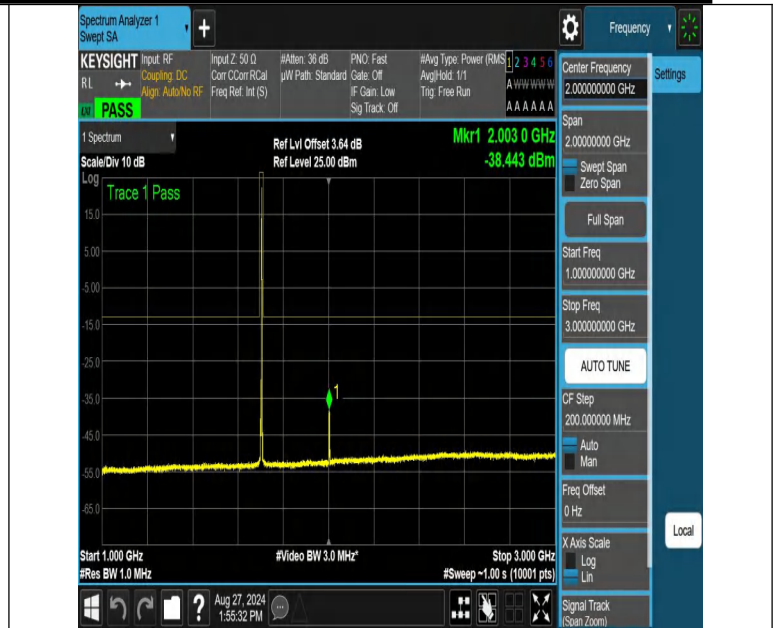 Spectrum Analyzer 1
Swept SA
+
Frequency
KEYSIGHT
RL
PASS
Input: RF
Coupling: DC
Align: Auto/No RF
Input Z: 50 Ω
Corr CCorr RCal
Freq Ref: Int (S)
#Atten: 36 dB
µW Path: Standard
PNO: Fast
Gate: Off
IF Gain: Low
Sig Track: Off
#Avg Type: Power (RMS
Avg|Hold: 1/1
Trig: Free Run
1 2 3 4 5 6
A W W W W W
A A A A A A
1 Spectrum
Scale/Div 10 dB
Ref Lvl Offset 3.64 dB
Ref Level 25.00 dBm
Mkr1 2.003 0 GHz
-38.443 dBm
Log
Trace 1 Pass
15.0
5.00
-5.00
-15.0
-25.0
-35.0
-45.0
-55.0
-65.0
1
Start 1.000 GHz
#Res BW 1.0 MHz
#Video BW 3.0 MHz*
Stop 3.000 GHz
#Sweep ~1.00 s (10001 pts)
?
Aug 27, 2024
1:55:32 PM
Center Frequency
2.00000000 GHz
Span
2.00000000 GHz
Swept Span
Zero Span
Full Span
Start Freq
1.000000000 GHz
Stop Freq
3.000000000 GHz
AUTO TUNE
CF Step
200.000000 MHz
Auto
Man
Freq Offset
0 Hz
X Axis Scale
Log
Lin
Signal Track
(Span Zoom)
Settings
Local